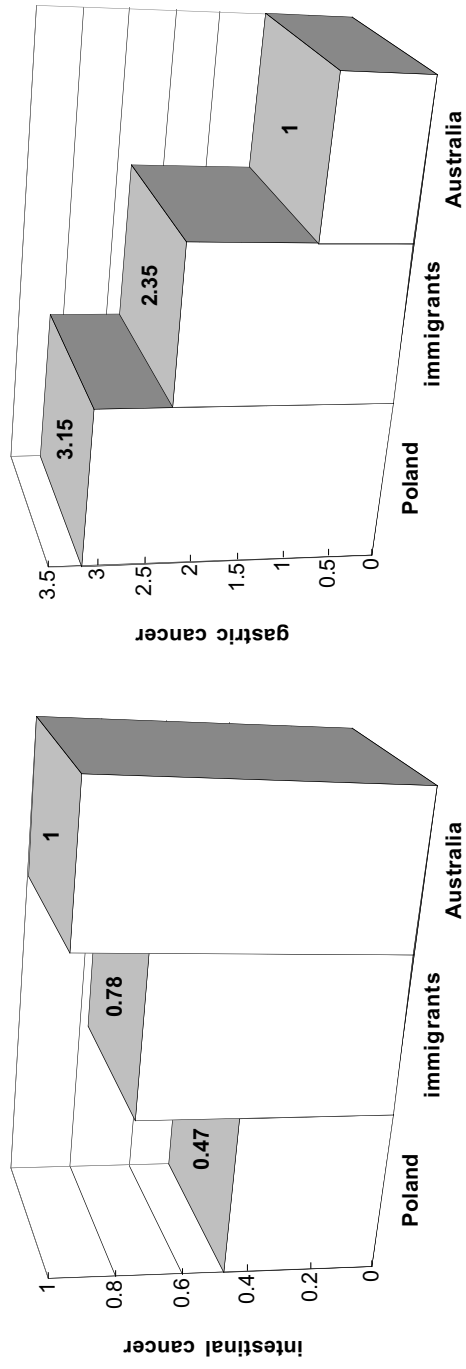 intestinal cancer
1
0.8
0.6
0.4
0.2
0
0.47
0.78
1
Poland
immigrants
Australia
gastric cancer
3.5
3
2.5
2
1.5
1
0.5
0
3.15
2.35
1
Poland
immigrants
Australia